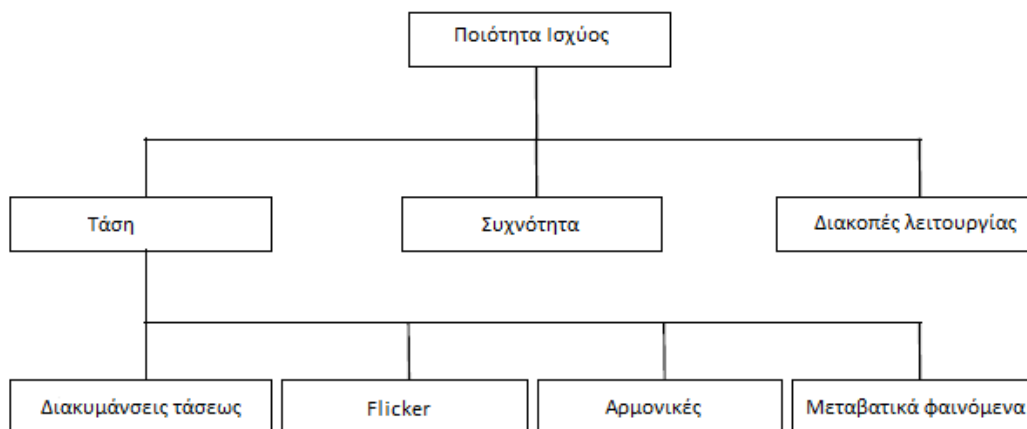 Ποιότητα Ισχύος
Τάση
Συχνότητα
Διακοπές λειτουργίας
Διακυμάνσεις τάσεως
Flicker
Αρμονικές
Μεταβατικά φαινόμενα